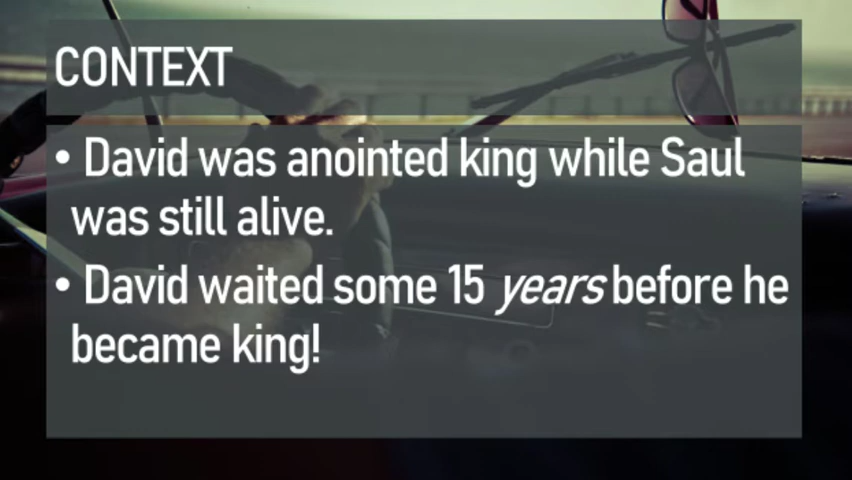 CONTEXT
• David was anointed king while Saul
was still alive.
• David waited some 15 years before he
became king!